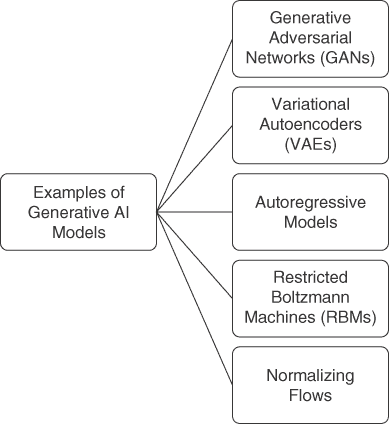 Generative
Adversarial
Networks (GANs)
Variational
Autoencoders
(VAEs)
Examples of
Generative AI
Models
Autoregressive
Models
Restricted
Boltzmann
Machines (RBMs)
Normalizing
Flows